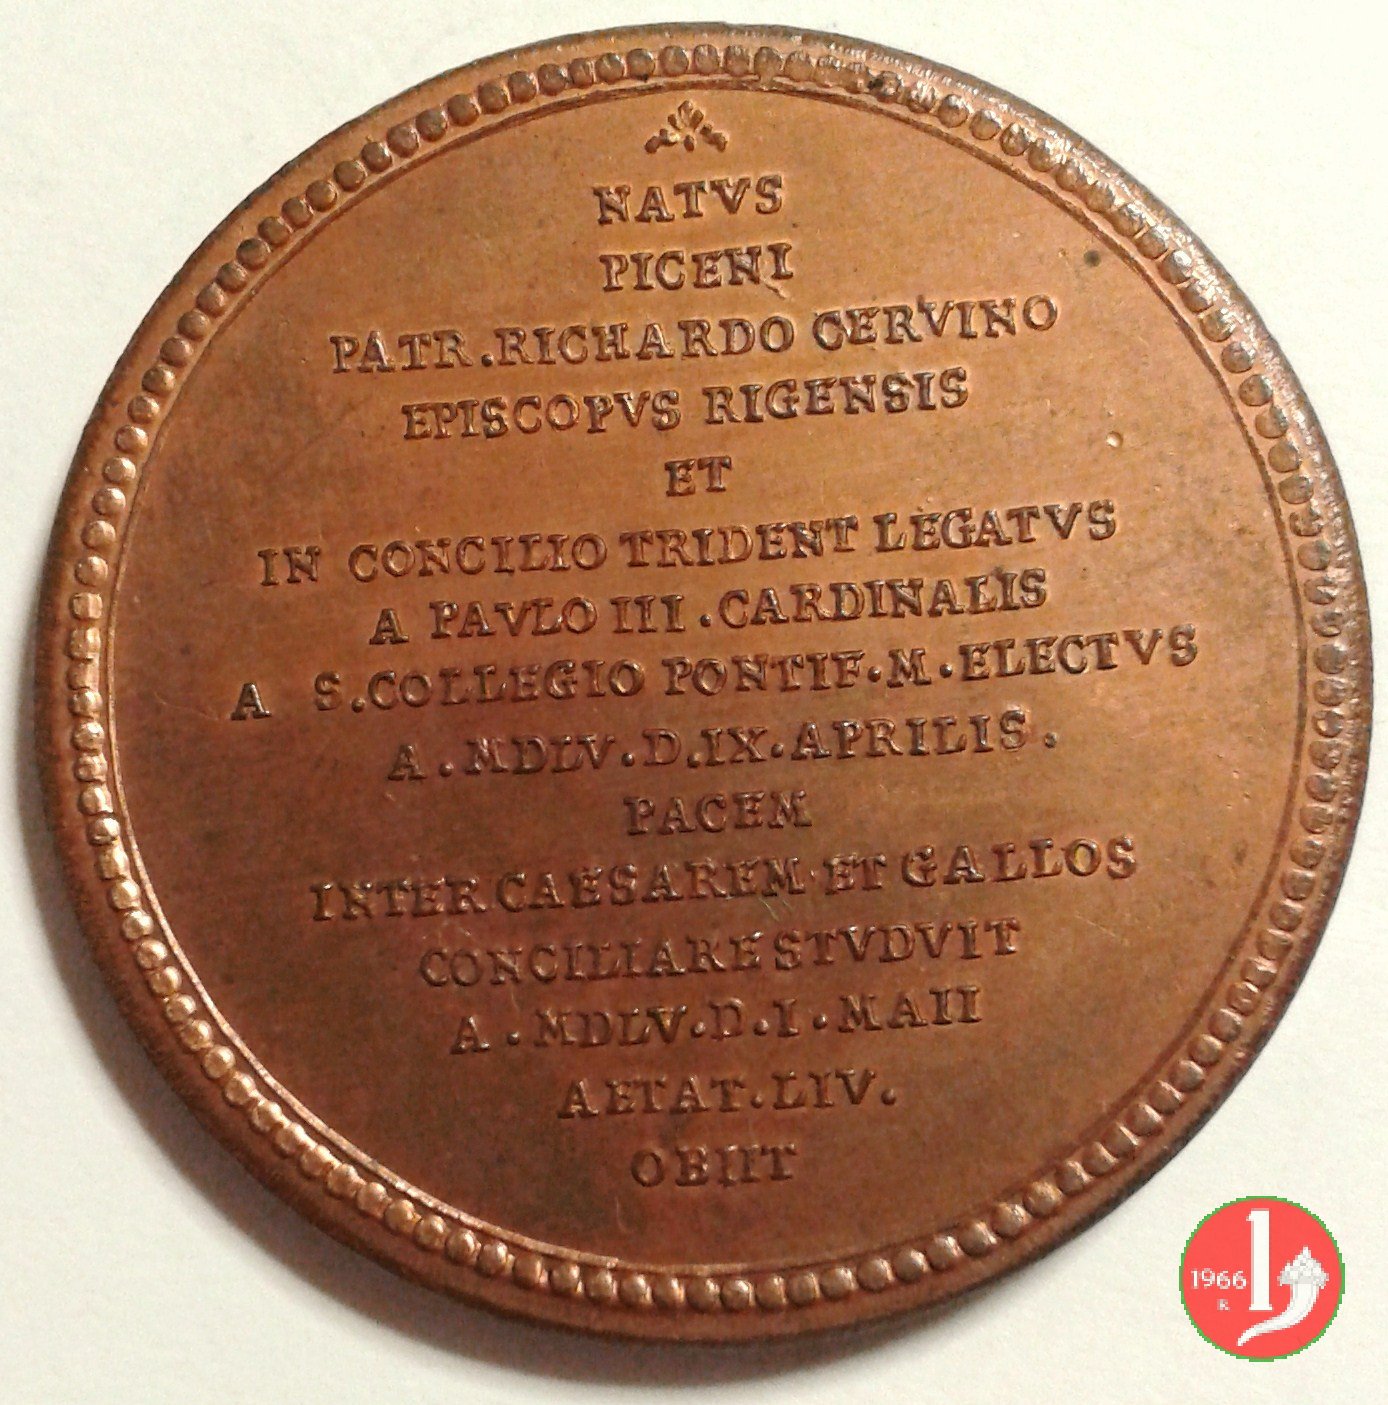 NATVS
PICENI
PATR.RICHARDO CERVINO
EPISCOPVS RIGENSIS
ET
IN CONCILIO TRIDENT LEGATVS
A PAVLO III.CARDINALIS
A S.COLLEGIO PONTIF.M.ELECTVS
A.MDLV.D.IX.APRILIS.
PACEM
INTER CAESAREM ET GALLOS
CONCILIARE STVDVIT
A.MDLV.D.I.MAII
AETAT.LIV.
OBIIT
1966
R